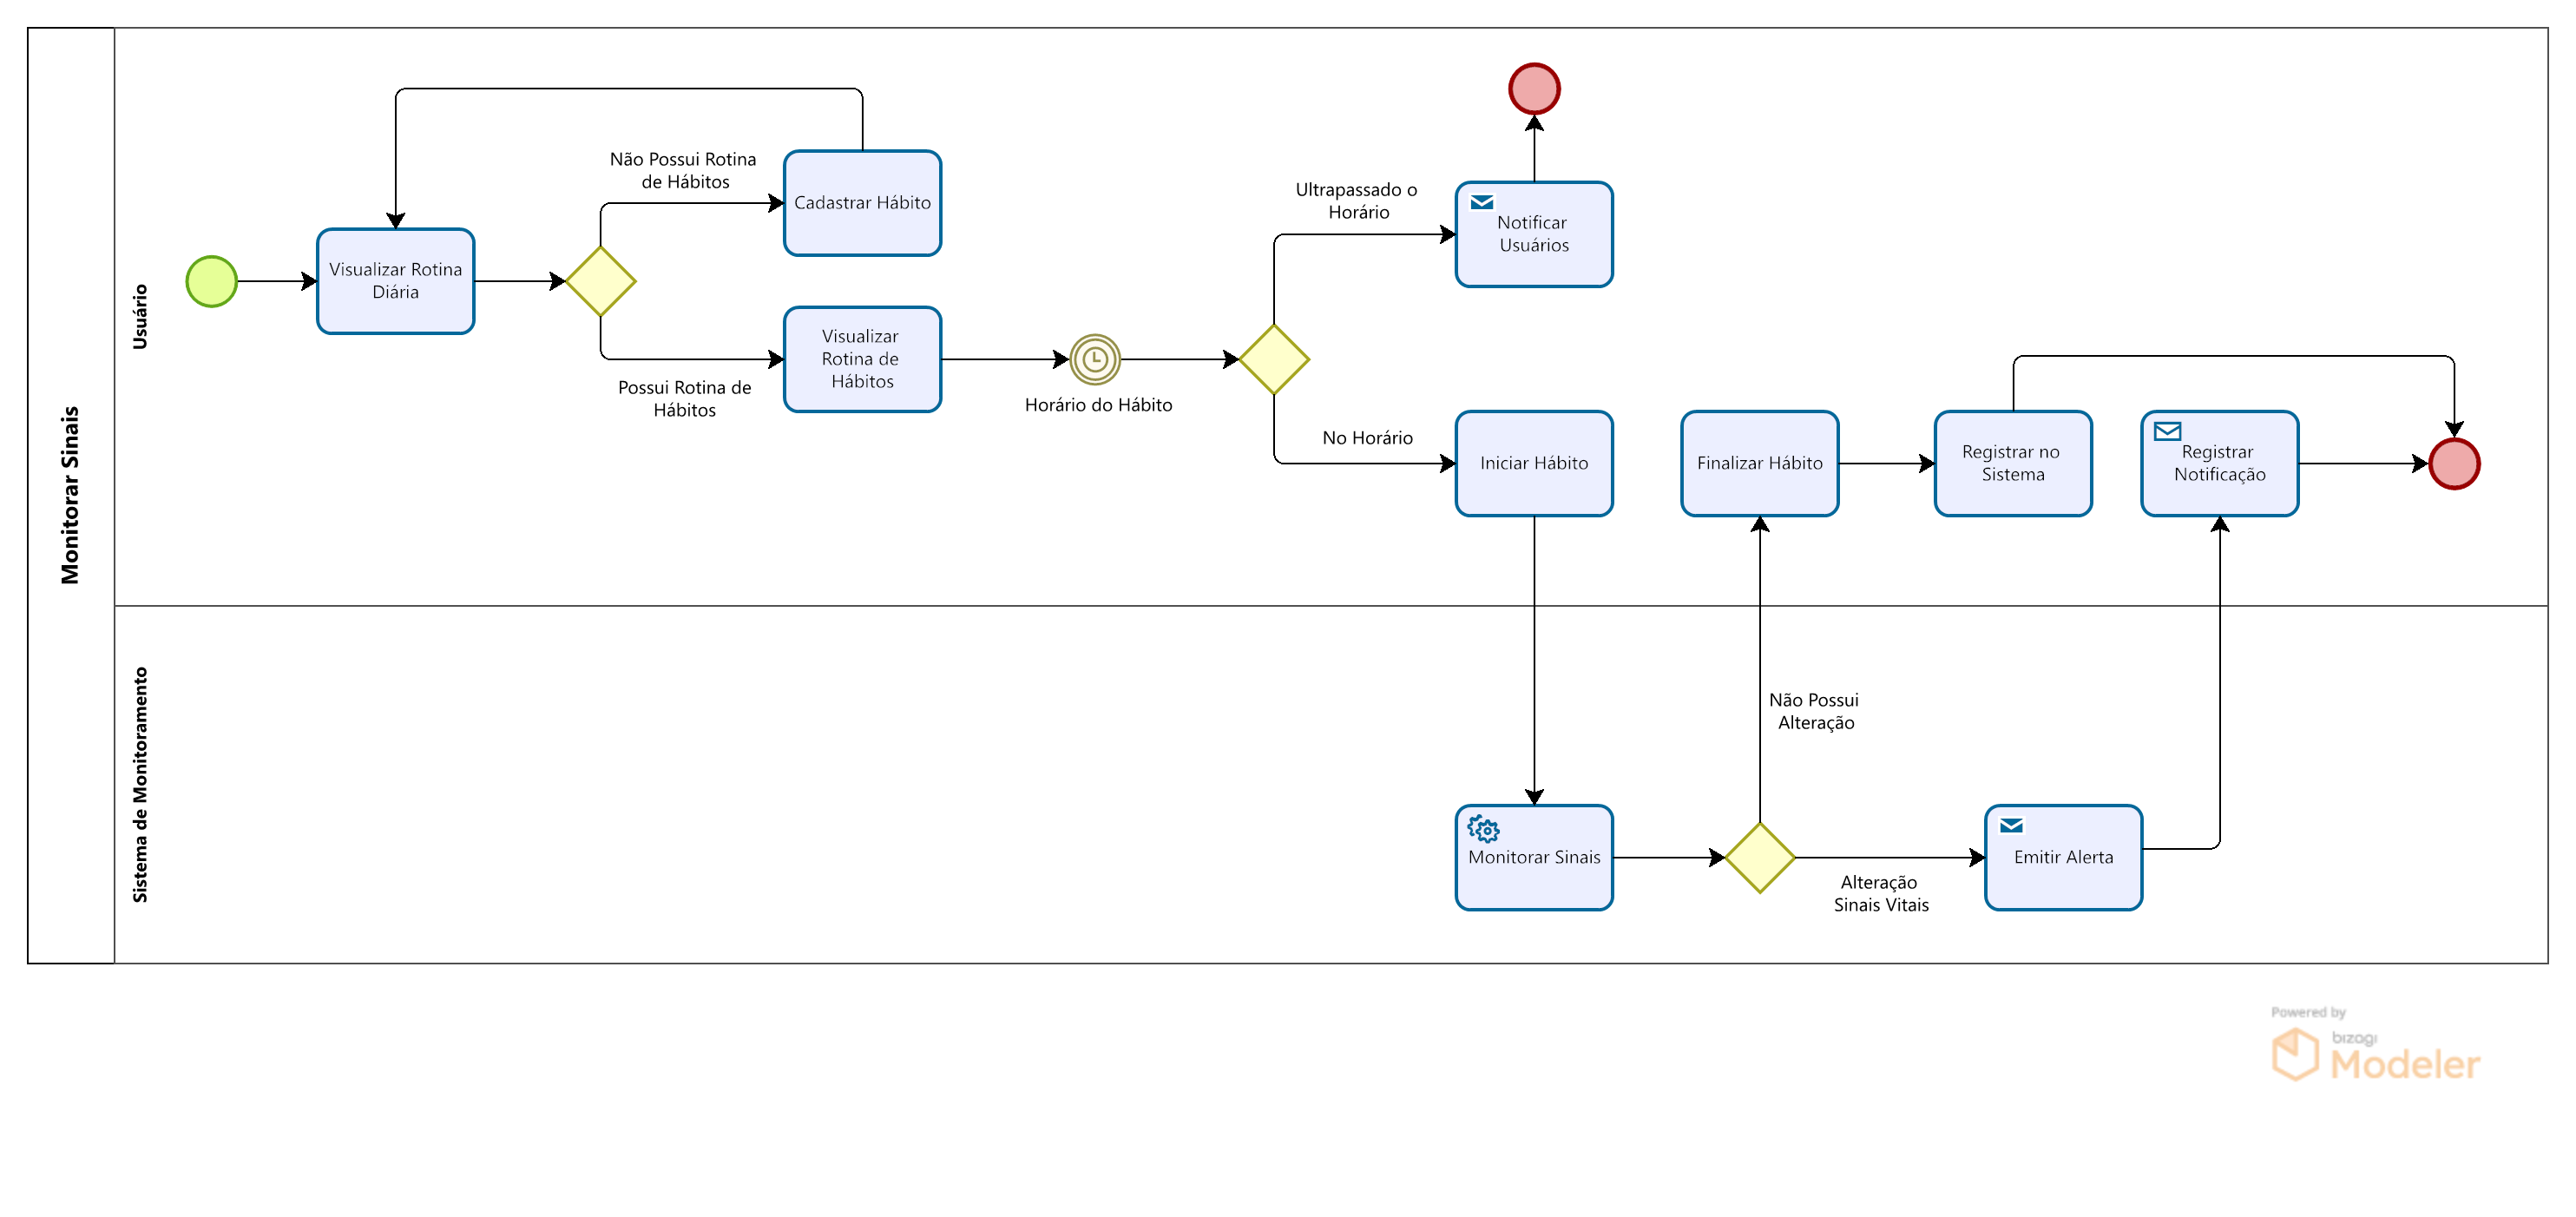 Monitorar Sinais
Usuário
Visualizar Rotina
Diária
Não Possui Rotina
de Hábitos
Cadastrar Hábito
Possui Rotina de
Hábitos
Visualizar
Rotina de
Hábitos
Horário do Hábito
Ultrapassado o
Horário
Notificar
Usuários
No Horário
Iniciar Hábito
Finalizar Hábito
Registrar no
Sistema
Registrar
Notificação
Sistema de Monitoramento
Monitorar Sinais
Não Possui
Alteração
Alteração
Sinais Vitais
Emitir Alerta
Powered by
bizagi
Modeler